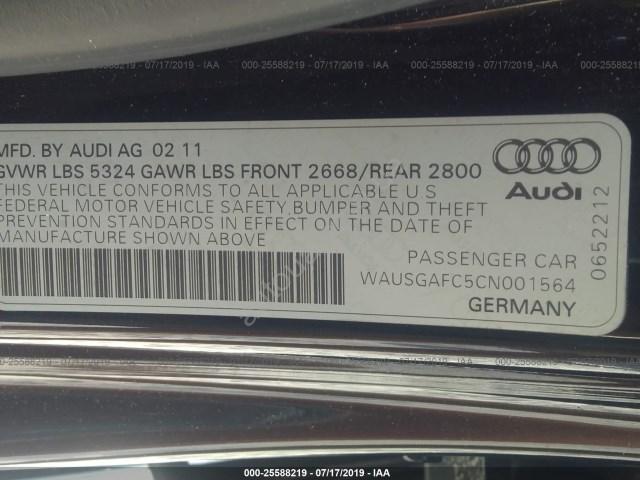 000-25588219 - 07/17/2019 - IAA
MFD. BY AUDI AG 02 11
GVWR LBS 5324 GAWR LBS FRONT 2668/REAR 2800
THIS VEHICLE CONFORMS TO ALL APPLICABLE U S
FEDERAL MOTOR VEHICLE SAFETY,BUMPER AND THEFT
PREVENTION STANDARDS IN EFFECT ON THE DATE OF
MANUFACTURE SHOWN ABOVE
Audi
0652212
PASSENGER CAR
WAUSGAFC5CN001564
GERMANY
000-25588219 - 07/17/2019 - IAA